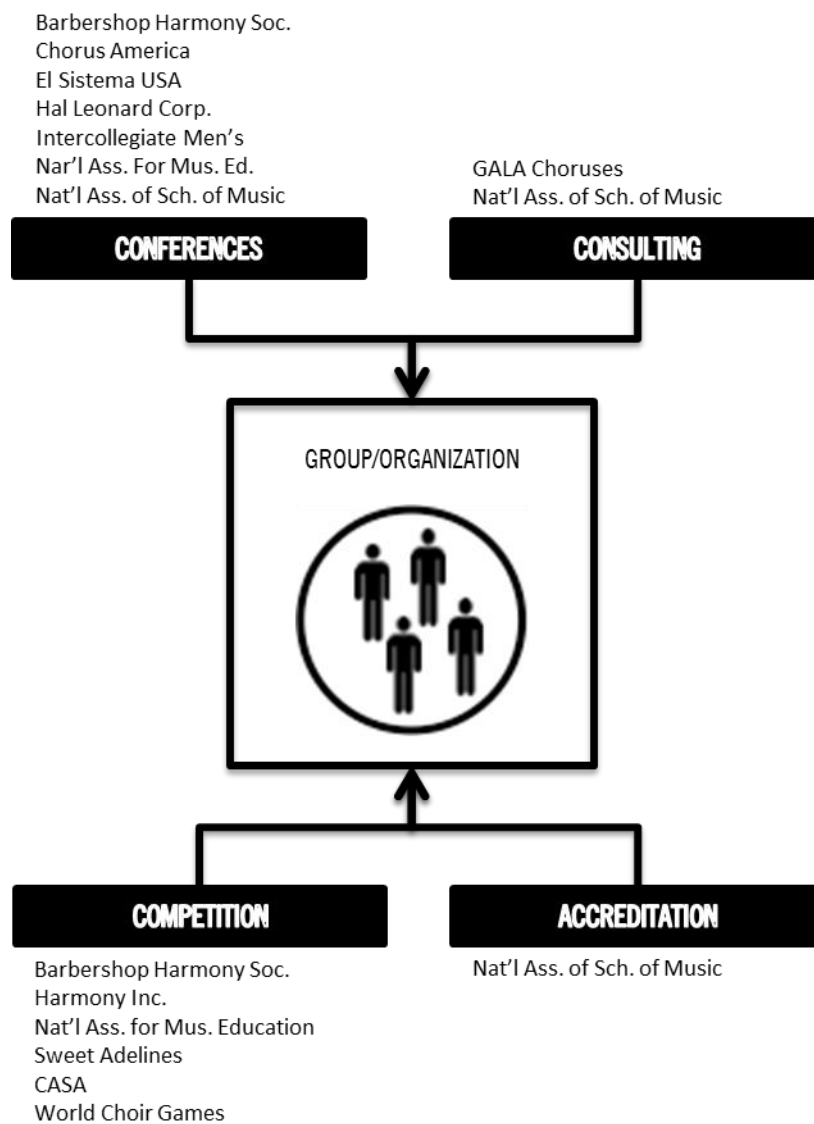 Barbershop Harmony Soc.
Chorus America
El Sistema USA
Hal Leonard Corp.
Intercollegiate Men's
Nar'l Ass. For Mus. Ed.
Nat'l Ass. of Sch. of Music
CONFERENCES
GALA Choruses
Nat'l Ass. of Sch. of Music
CONSULTING
GROUP/ORGANIZATION
COMPETITION
Barbershop Harmony Soc.
Harmony Inc.
Nat'l Ass. for Mus. Education
Sweet Adelines
CASA
World Choir Games
ACCREDITATION
Nat'l Ass. of Sch. of Music